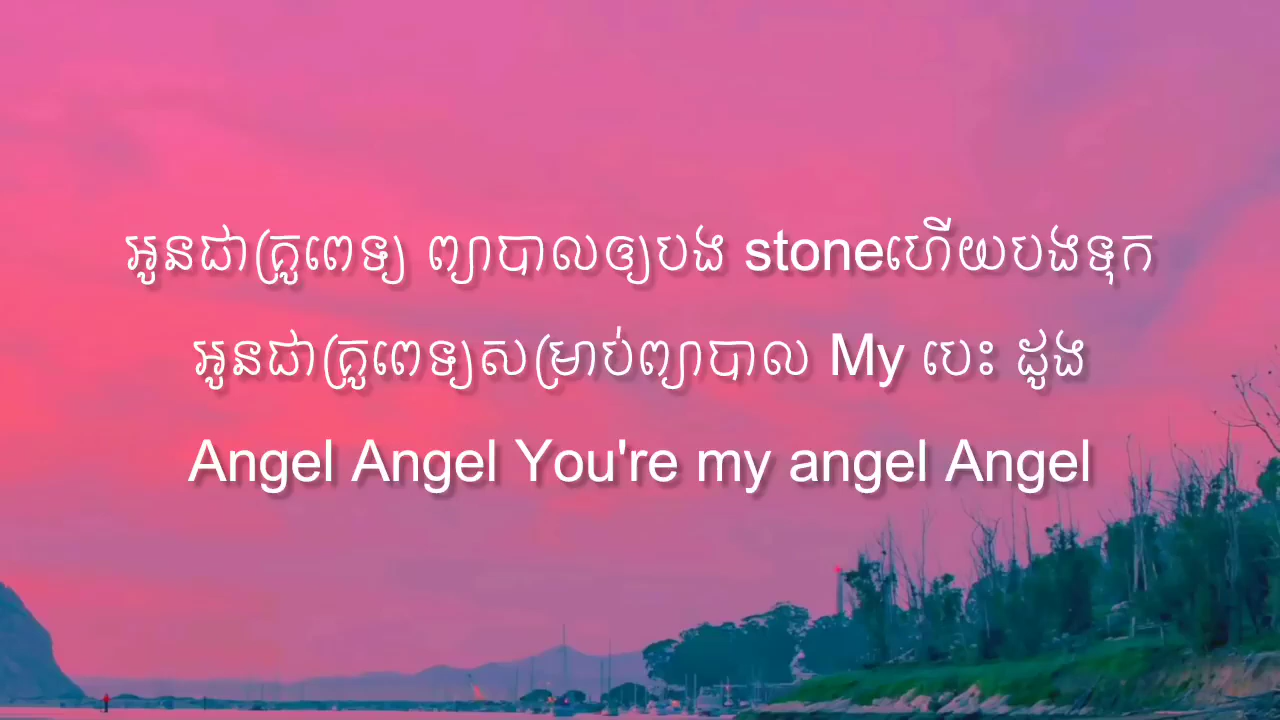 អូនជាគ្រូពេទ្យ ព្យាបាលឲ្យបង stoneហើយបងទុក
អូនជាគ្រូពេទ្យសម្រាប់ព្យាបាល My បេះ ដូង
Angel Angel You're my angel Angel